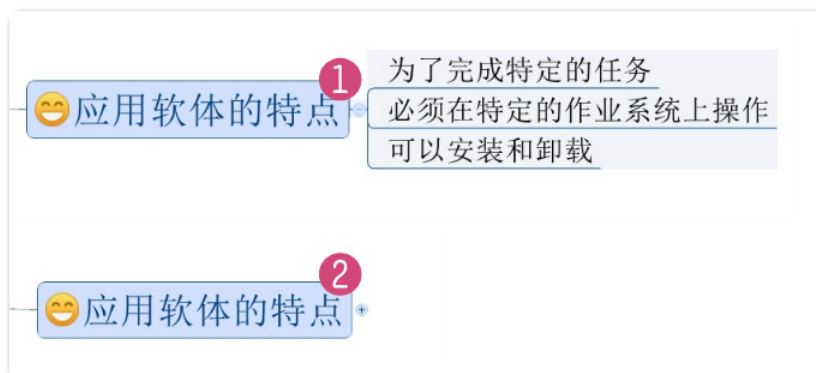 1
为了完成特定的任务
😄应用软体的特点
必须在特定的作业系统上操作
可以安装和卸载
2
😄应用软体的特点